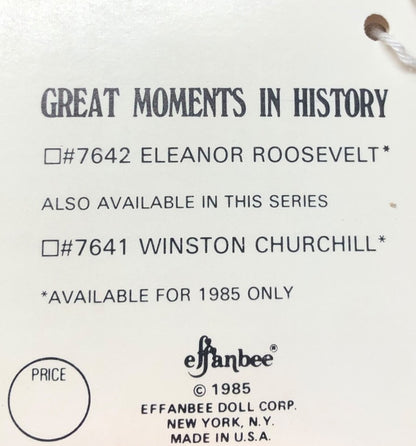 GREAT MOMENTS IN HISTORY
□#7642 ELEANOR ROOSEVELT*
ALSO AVAILABLE IN THIS SERIES
□#7641 WINSTON CHURCHILL*
*AVAILABLE FOR 1985 ONLY
effanbee®
PRICE
© 1985
EFFANBEE DOLL CORP.
NEW YORK, N.Y.
MADE IN U.S.A.